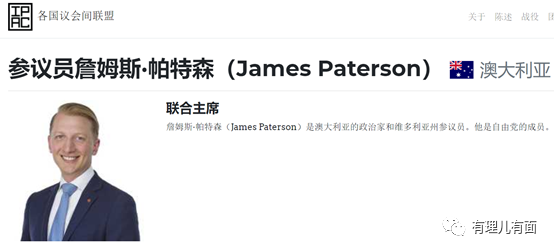 IP
AC
各国议会间联盟
关于 陈述 战役 团
参议员詹姆斯·帕特森（James Paterson） 澳大利亚
联合主席
詹姆斯·帕特森（James Paterson）是澳大利亚的政治家和维多利亚州参议员。他是自由党的成员。
有理儿有面